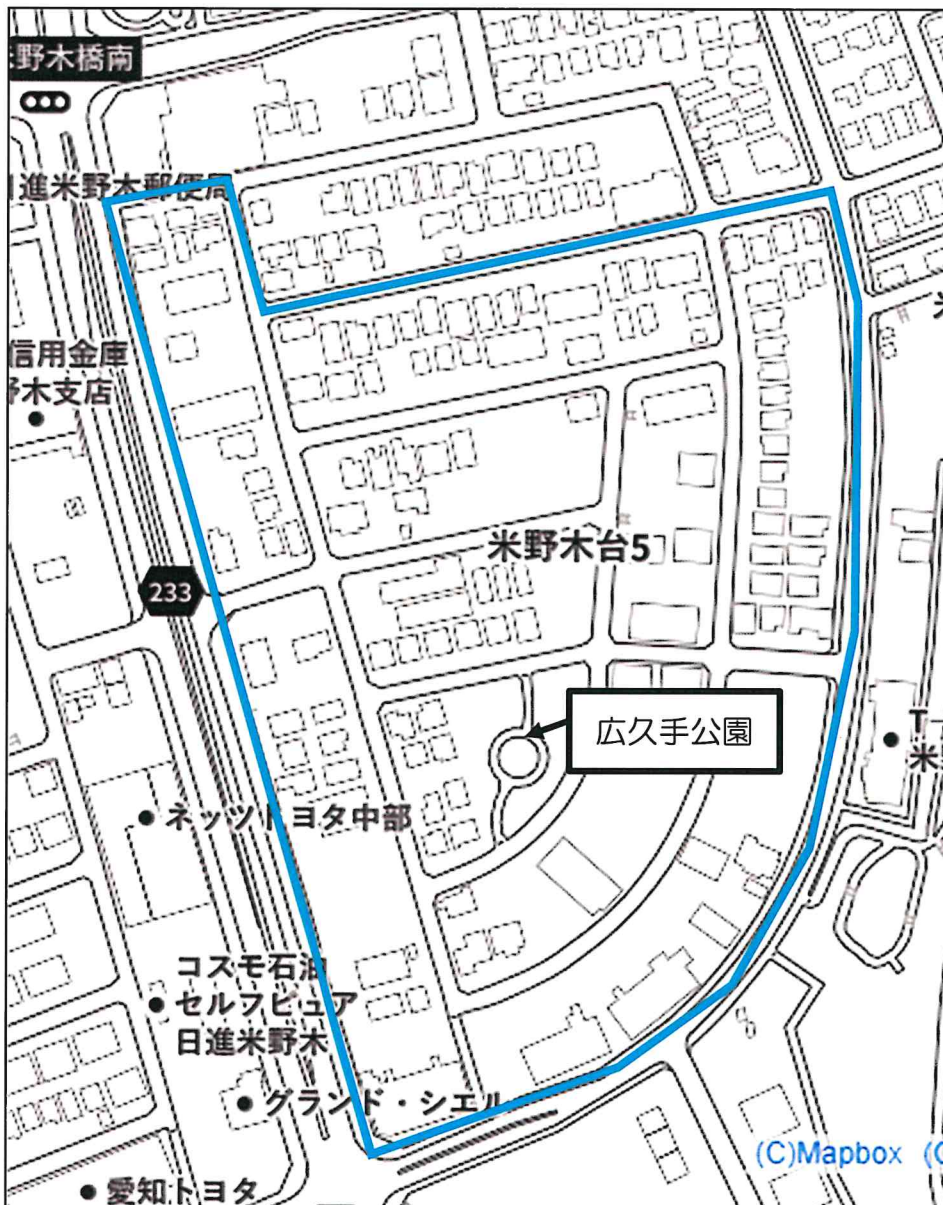 米野木橋南
日進米野木郵便局
信用金庫
野木支店
米野木台5
233
広久手公園
T
米
ネッツトヨタ中部
コスモ石油
セルフピュア
日進米野木
グランド・シエル
(C)Mapbox (C
愛知トヨタ